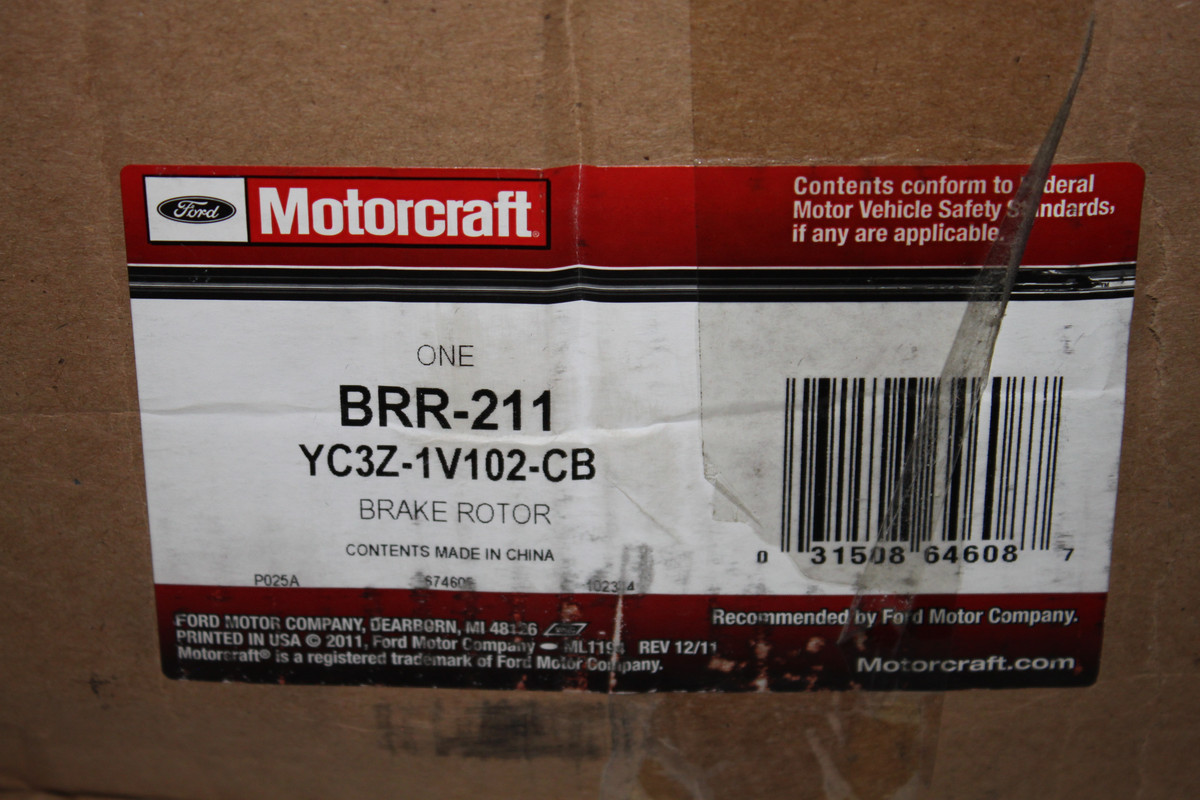 Ford Motorcraft®
Contents conform to
Motor Vehicle Safety Standards,
if any are applicable.
ONE
BRR-211
YC3Z-1V102-CB
BRAKE ROTOR
CONTENTS MADE IN CHINA
P025A
0 31508 64608 7
FORD MOTOR COMPANY, DEARBORN, MI 48126
PRINTED IN USA © 2011, Ford Motor Company REV 12/11
Motorcraft® is a registered trademark of Ford Motor Company.
Recommended by Ford Motor Company.
Motorcraft.com